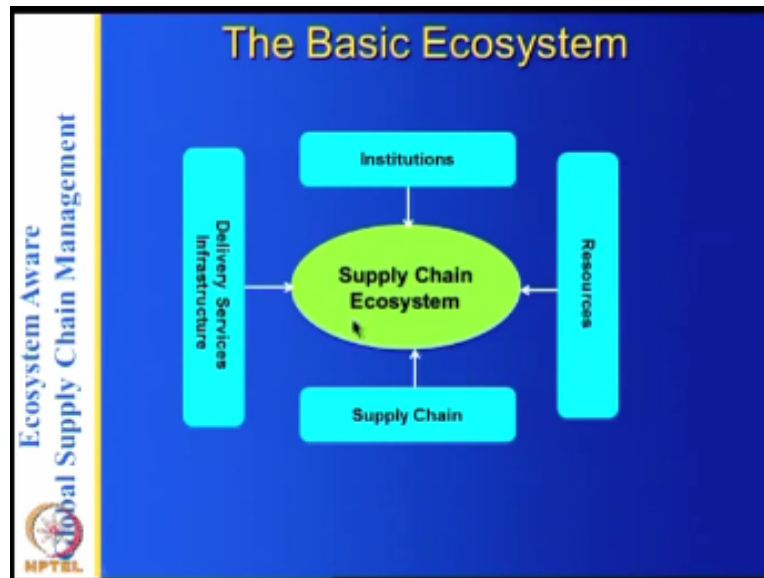 The Basic Ecosystem
Ecosystem Aware
Global Supply Chain Management
Institutions
Delivery Services
Infrastructure
Supply Chain
Ecosystem
Resources
Supply Chain
NPTEL